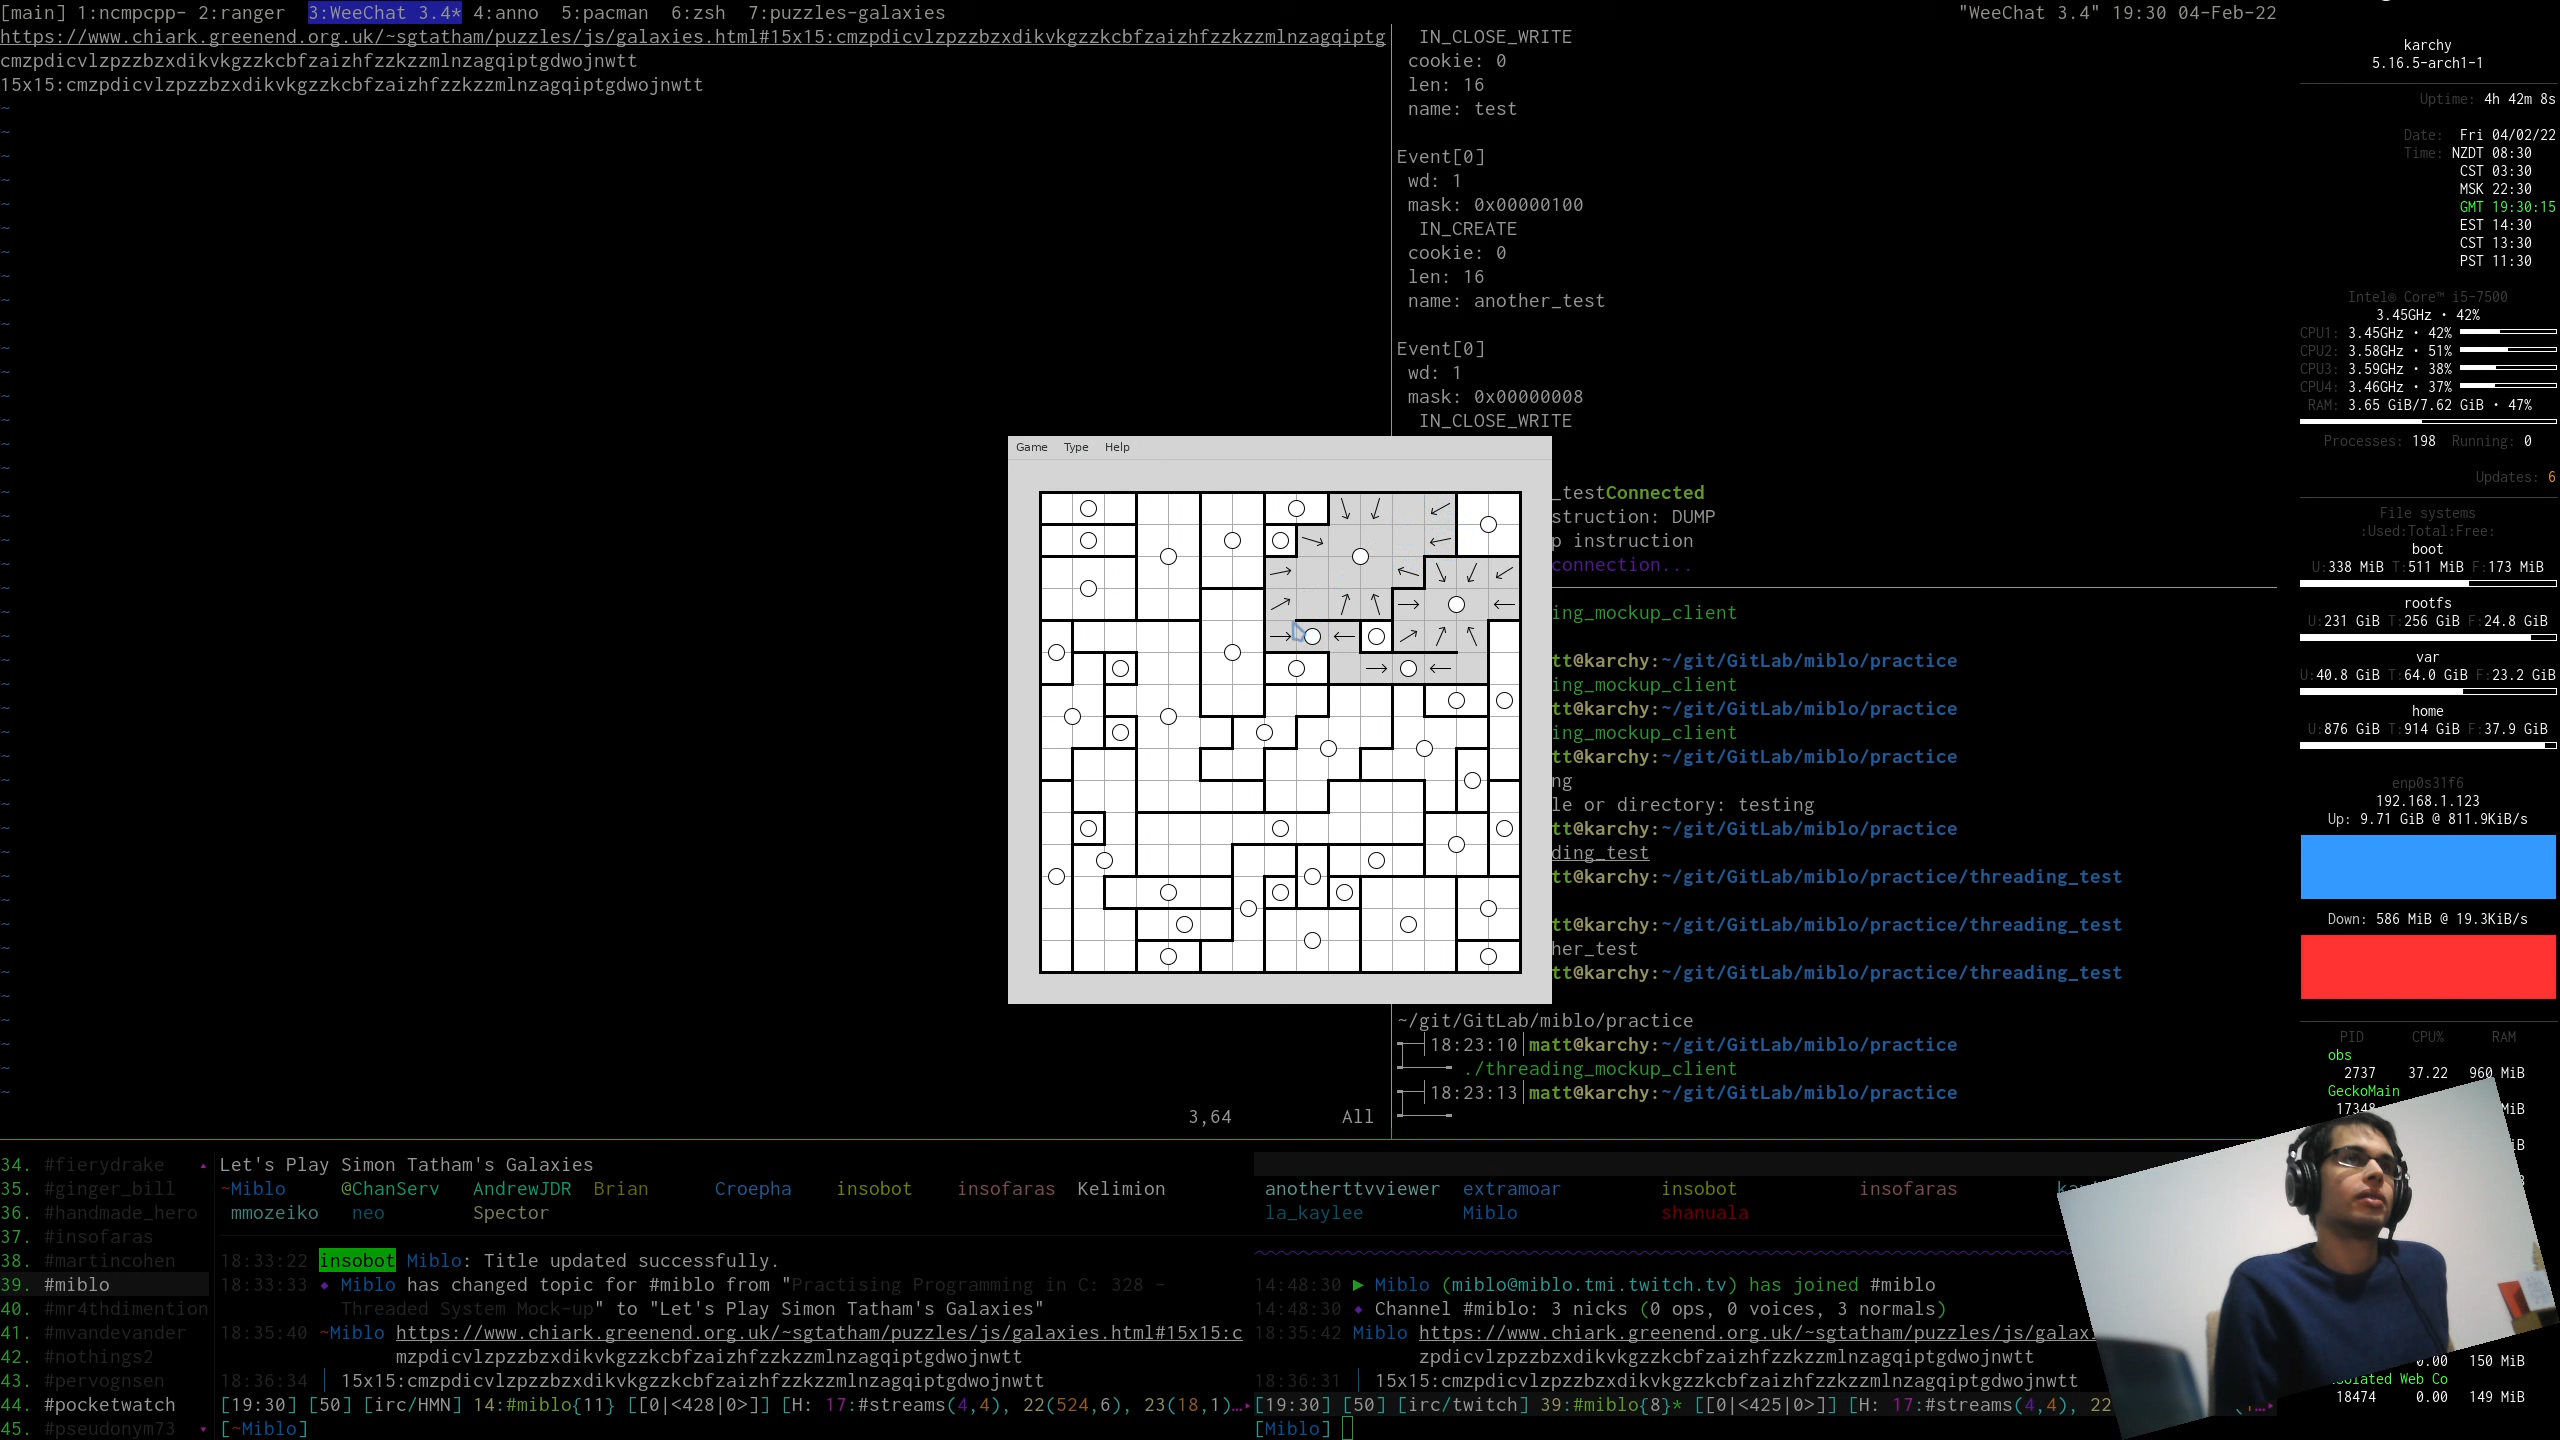 [main] 1:ncmpcpp- 2:ranger  3:WeeChat 3.4* 4:anno  5:pacman  6:zsh  7:puzzles-galaxies
"WeeChat 3.4" 19:30 04-Feb-22
https://www.chiark.greenend.org.uk/~sgtatham/puzzles/js/galaxies.html#15x15:cmzpdicvlzpzzbzxdikvkgzzkcbfzaizhfzzkzzmlnzagqiptg
cmzpdicvlzpzzbzxdikvkgzzkcbfzaizhfzzkzzmlnzagqiptgdwojnwtt
15x15:cmzpdicvlzpzzbzxdikvkgzzkcbfzaizhfzzkzzmlnzagqiptgdwojnwtt
3,64 All
IN_CLOSE_WRITE
cookie: 0
len: 16
name: test
Event[0]
wd: 1
mask: 0x00000100
IN_CREATE
cookie: 0
len: 16
name: another_test
Event[0]
wd: 1
mask: 0x00000008
IN_CLOSE_WRITE
Game Type Help
_testConnected
struction: DUMP
p instruction
connection...
ing_mockup_client
tt@karchy:~/git/GitLab/miblo/practice
ing_mockup_client
tt@karchy:~/git/GitLab/miblo/practice
ing_mockup_client
tt@karchy:~/git/GitLab/miblo/practice
ng
le or directory: testing
tt@karchy:~/git/GitLab/miblo/practice
ding_test
tt@karchy:~/git/GitLab/miblo/practice/threading_test
tt@karchy:~/git/GitLab/miblo/practice/threading_test
her_test
tt@karchy:~/git/GitLab/miblo/practice/threading_test
~/git/GitLab/miblo/practice
18:23:10 matt@karchy:~/git/GitLab/miblo/practice
./threading_mockup_client
18:23:13 matt@karchy:~/git/GitLab/miblo/practice
karchy
5.16.5-arch1-1
Uptime: 4h 42m 8s
Date: Fri 04/02/22
Time: NZDT 08:30
CST 03:30
MSK 22:30
GMT 19:30:15
EST 14:30
CST 13:30
PST 11:30
Intel® Core™ i5-7500
3.45GHz • 42%
CPU1: 3.45GHz • 42%
CPU2: 3.58GHz • 51%
CPU3: 3.59GHz • 38%
CPU4: 3.46GHz • 37%
RAM: 3.65 GiB/7.62 GiB • 47%
Processes: 198 Running: 0
Updates: 6
File systems
:Used:Total:Free:
boot
U:338 MiB T:511 MiB F:173 MiB
rootfs
U:231 GiB T:256 GiB F:24.8 GiB
var
U:40.8 GiB T:64.0 GiB F:23.2 GiB
home
U:876 GiB T:914 GiB F:37.9 GiB
enp0s31f6
192.168.1.123
Up: 9.71 GiB @ 811.9KiB/s
Down: 586 MiB @ 19.3KiB/s
PID CPU% RAM
obs
2737 37.22 960 MiB
GeckoMain
17348 MiB
0.00 150 MiB
solated Web Co
18474 0.00 149 MiB
34. #fierydrake
35. #ginger_bill
36. #handmade_hero
37. #insofaras
38. #martincohen
39. #miblo
40. #mr4thdimention
41. #mvandevander
42. #nothings2
43. #pervognsen
44. #pocketwatch
45. #pseudonym73
Let's Play Simon Tatham's Galaxies
~Miblo @ChanServ AndrewJDR Brian Croepha insobot insofaras Kelimion
mmozeiko neo Spector
18:33:22 insobot Miblo: Title updated successfully.
18:33:33 Miblo has changed topic for #miblo from "Practising Programming in C: 328 –
Threaded System Mock-up" to "Let's Play Simon Tatham's Galaxies"
18:35:40 ~Miblo https://www.chiark.greenend.org.uk/~sgtatham/puzzles/js/galaxies.html#15x15:c
mzpdicvlzpzzbzxdikvkgzzkcbfzaizhfzzkzzmlnzagqiptgdwojnwtt
18:36:34 15x15:cmzpdicvlzpzzbzxdikvkgzzkcbfzaizhfzzkzzmlnzagqiptgdwojnwtt
[19:30] [50] [irc/HMN] 14:#miblo{11} [[0|<428|0>]] [H: 17:#streams(4,4), 22(524,6), 23(18,1)…
[~Miblo]
anotherttvviewer extramoar insobot insofaras
la_kaylee Miblo shanuala
14:48:30 Miblo (miblo@miblo.tmi.twitch.tv) has joined #miblo
14:48:30 Channel #miblo: 3 nicks (0 ops, 0 voices, 3 normals)
18:35:42 Miblo https://www.chiark.greenend.org.uk/~sgtatham/puzzles/js/galax
zpdicvlzpzzbzxdikvkgzzkcbfzaizhfzzkzzmlnzagqiptgdwojnwtt
18:36:31 15x15:cmzpdicvlzpzzbzxdikvkgzzkcbfzaizhfzzkzzmlnzagqiptgdwojnwtt
[19:30] [50] [irc/twitch] 39:#miblo{8}* [[0|<425|0>]] [H: 17:#streams(4,4), 22
[Miblo]